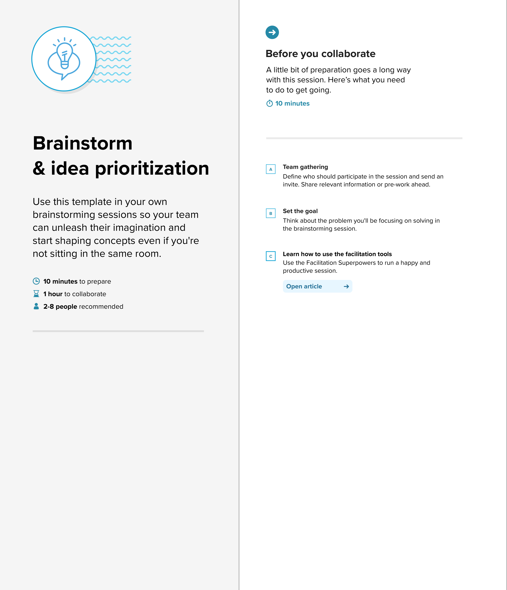 Brainstorm
& idea prioritization
Use this template in your own
brainstorming sessions so your team
can unleash their imagination and
start shaping concepts even if you're
not sitting in the same room.
10 minutes to prepare
1 hour to collaborate
2-8 people recommended
Before you collaborate
A little bit of preparation goes a long way
with this session. Here's what you need
to do to get going.
10 minutes
A
Team gathering
Define who should participate in the session and send an
invite. Share relevant information or pre-work ahead.
B
Set the goal
Think about the problem you'll be focusing on solving in
the brainstorming session.
C
Learn how to use the facilitation tools
Use the Facilitation Superpowers to run a happy and
productive session.
Open article